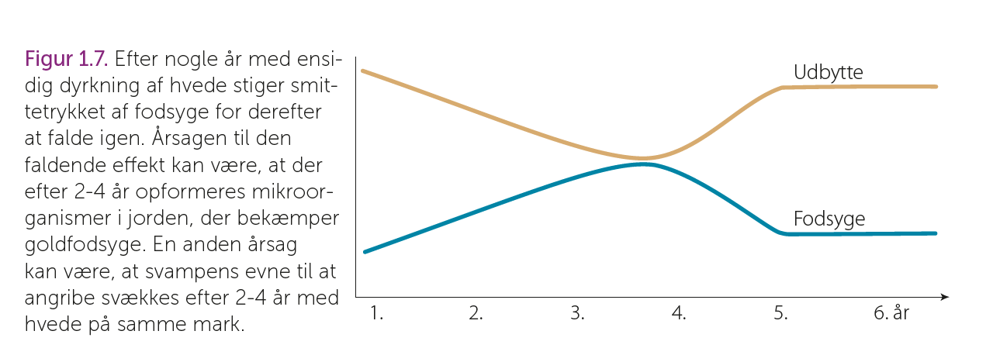 Figur 1.7. Efter nogle år med ensi-
dig dyrkning af hvede stiger smit-
tetrykket af fodsyge for derefter
at falde igen. Årsagen til den
faldende effekt kan være, at der
efter 2-4 år opformeres mikroor-
ganismer i jorden, der bekæmper
goldfodsyge. En anden årsag
kan være, at svampens evne til at
angribe svækkes efter 2-4 år med
hvede på samme mark.
Udbytte
Fodsyge
1. 2. 3. 4. 5. 6. år